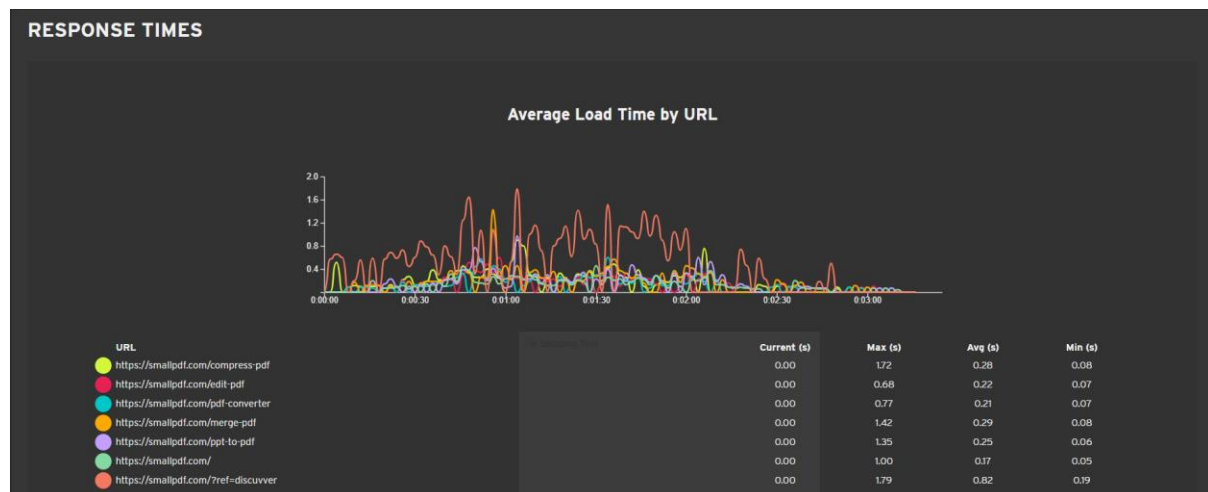 RESPONSE TIMES
Average Load Time by URL
2.0
1.6
1.2
0.8
0.4
0:00:00 0:00:30 0:01:00 0:01:30 0:02:00 0:02:30 0:03:00
URL Current (s) Max (s) Avg (s) Min (s)
https://smallpdf.com/compress-pdf 0.00 1.72 0.28 0.08
https://smallpdf.com/edit-pdf 0.00 0.68 0.22 0.07
https://smallpdf.com/pdf-converter 0.00 0.77 0.21 0.07
https://smallpdf.com/merge-pdf 0.00 1.42 0.29 0.08
https://smallpdf.com/ppt-to-pdf 0.00 1.35 0.25 0.06
https://smallpdf.com/ 0.00 1.00 0.17 0.05
https://smallpdf.com/?ref=discuvver 0.00 1.79 0.82 0.19